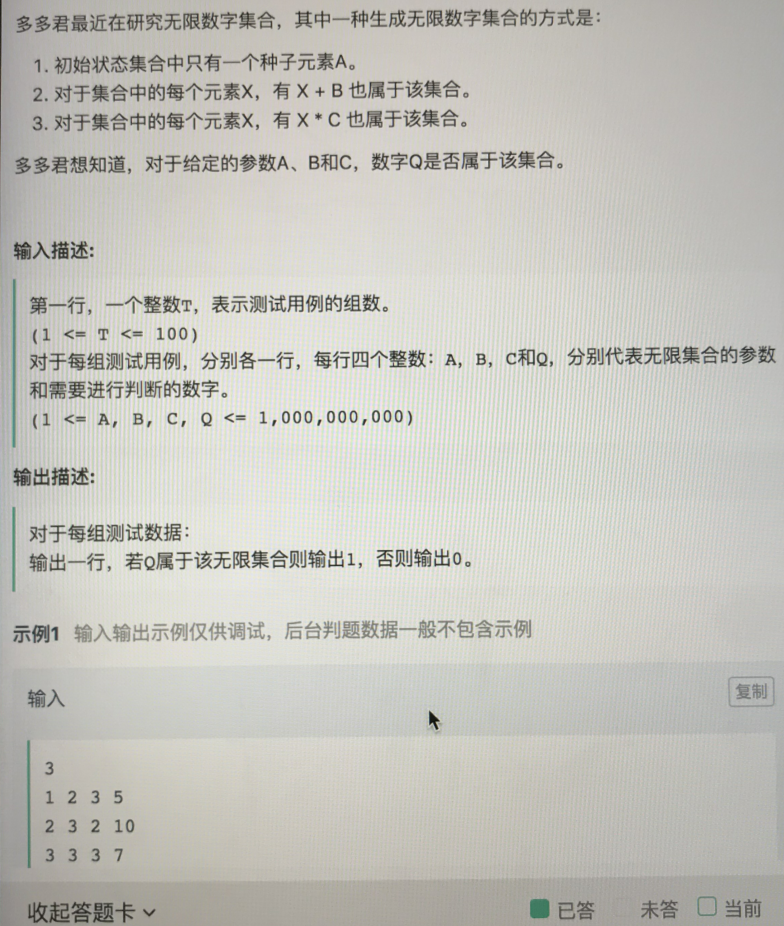 多多君最近在研究无限数字集合，其中一种生成无限数字集合的方式是：
1. 初始状态集合中只有一个种子元素A。
2. 对于集合中的每个元素X，有 X + B 也属于该集合。
3. 对于集合中的每个元素X，有 X * C 也属于该集合。
多多君想知道，对于给定的参数A、B和C，数字Q是否属于该集合。
输入描述:
第一行，一个整数T，表示测试用例的组数。
(1 <= T <= 100)
对于每组测试用例，分别各一行，每行四个整数：A，B，C和Q，分别代表无限集合的参数
和需要进行判断的数字。
(1 <= A, B, C, Q <= 1,000,000,000)
输出描述:
对于每组测试数据：
输出一行，若Q属于该无限集合则输出1，否则输出0。
示例1 输入输出示例仅供调试，后台判题数据一般不包含示例
输入 复制
3
1 2 3 5
2 3 2 10
3 3 3 7
收起答题卡 已答 未答 当前